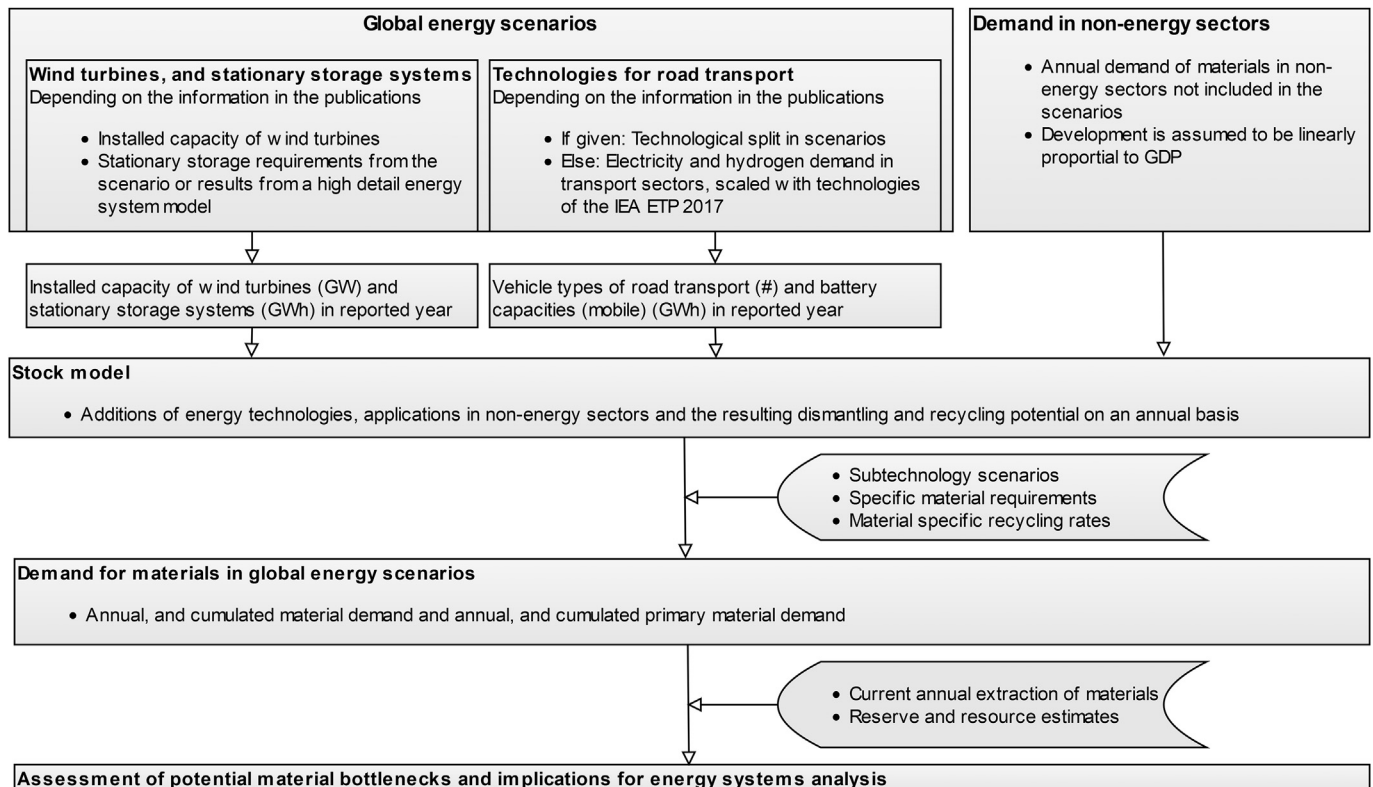 Global energy scenarios
Wind turbines, and stationary storage systems
Depending on the information in the publications
• Installed capacity of wind turbines
• Stationary storage requirements from the
scenario or results from a high detail energy
system model
Technologies for road transport
Depending on the information in the publications
• If given: Technological split in scenarios
• Else: Electricity and hydrogen demand in
transport sectors, scaled with technologies
of the IEA ETP 2017
Demand in non-energy sectors
• Annual demand of materials in non-
energy sectors not included in the
scenarios
• Development is assumed to be linearly
proportial to GDP
Installed capacity of wind turbines (GW) and
stationary storage systems (GWh) in reported year
Vehicle types of road transport (#) and battery
capacities (mobile) (GWh) in reported year
Stock model
• Additions of energy technologies, applications in non-energy sectors and the resulting dismantling and recycling potential on an annual basis
• Subtechnology scenarios
• Specific material requirements
• Material specific recycling rates
Demand for materials in global energy scenarios
• Annual, and cumulated material demand and annual, and cumulated primary material demand
• Current annual extraction of materials
• Reserve and resource estimates
Assessment of potential material bottlenecks and implications for energy systems analysis